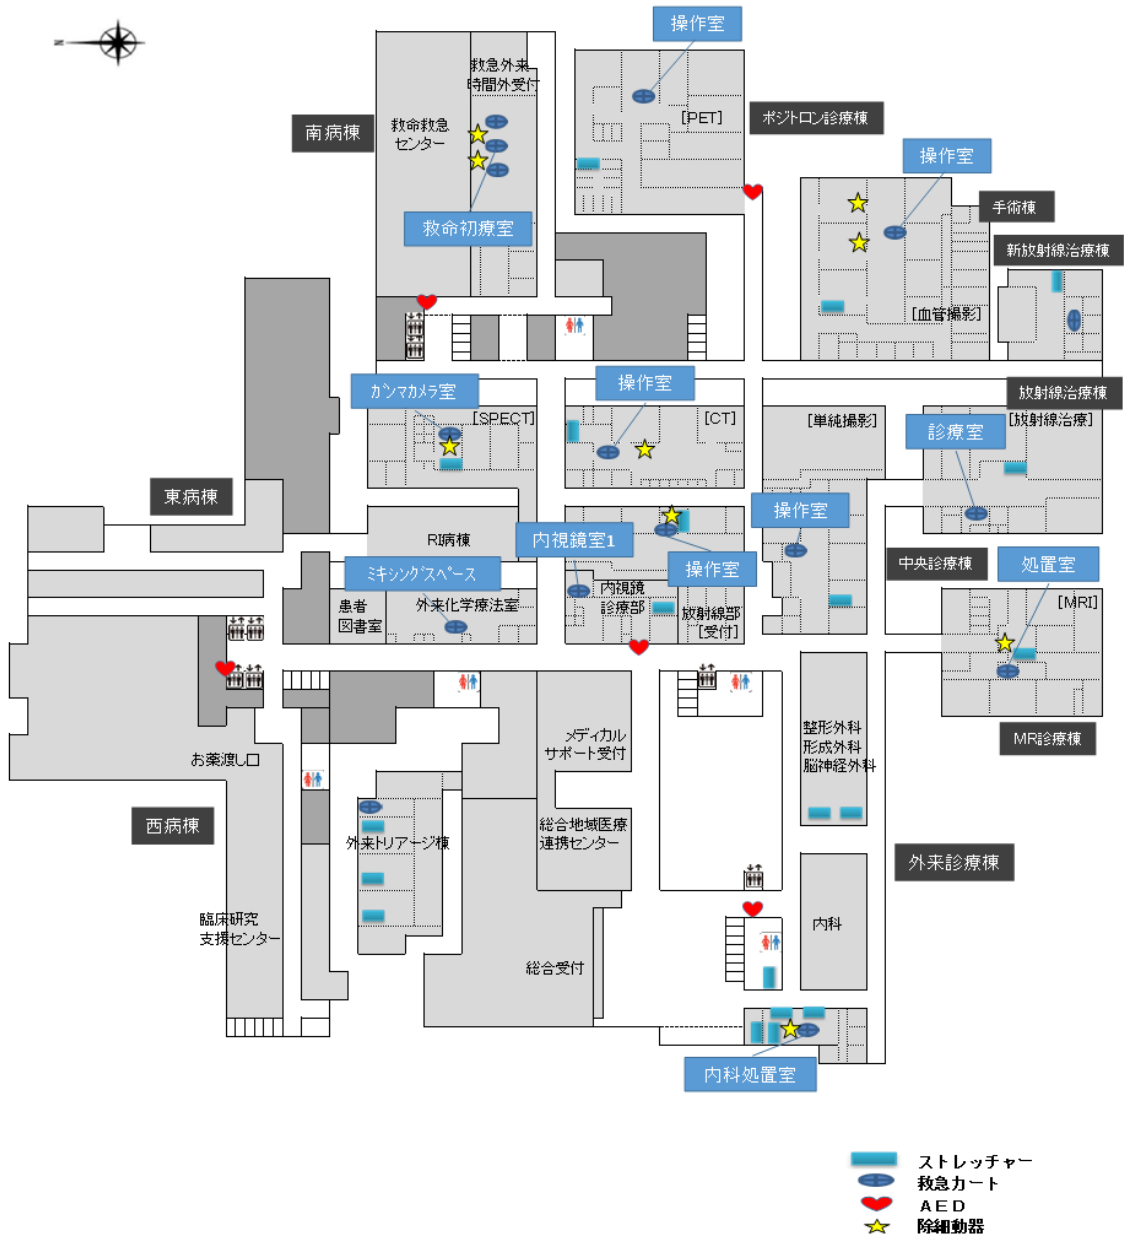 操作室
N
救急外来
時間外受付
[PET]
ポジトロン診療棟
南病棟
救命救急
センター
操作室
手術棟
救命初療室
新放射線治療棟
[血管撮影]
ガンマカメラ室
操作室
放射線治療棟
[SPECT]
[CT]
[単純撮影]
[放射線治療]
診療室
東病棟
操作室
RI病棟
内視鏡室1
中央診療棟
処置室
ミキシングスペース
操作室
患者
図書室
外来化学療法室
内視鏡
診療部
放射線部
[受付]
[MRI]
整形外科
形成外科
脳神経外科
メディカル
サポート受付
MR診療棟
お薬渡し口
西病棟
外来トリアージ棟
総合地域医療
連携センター
外来診療棟
臨床研究
支援センター
内科
総合受付
内科処置室
ストレッチャー
救急カート
AED
除細動器